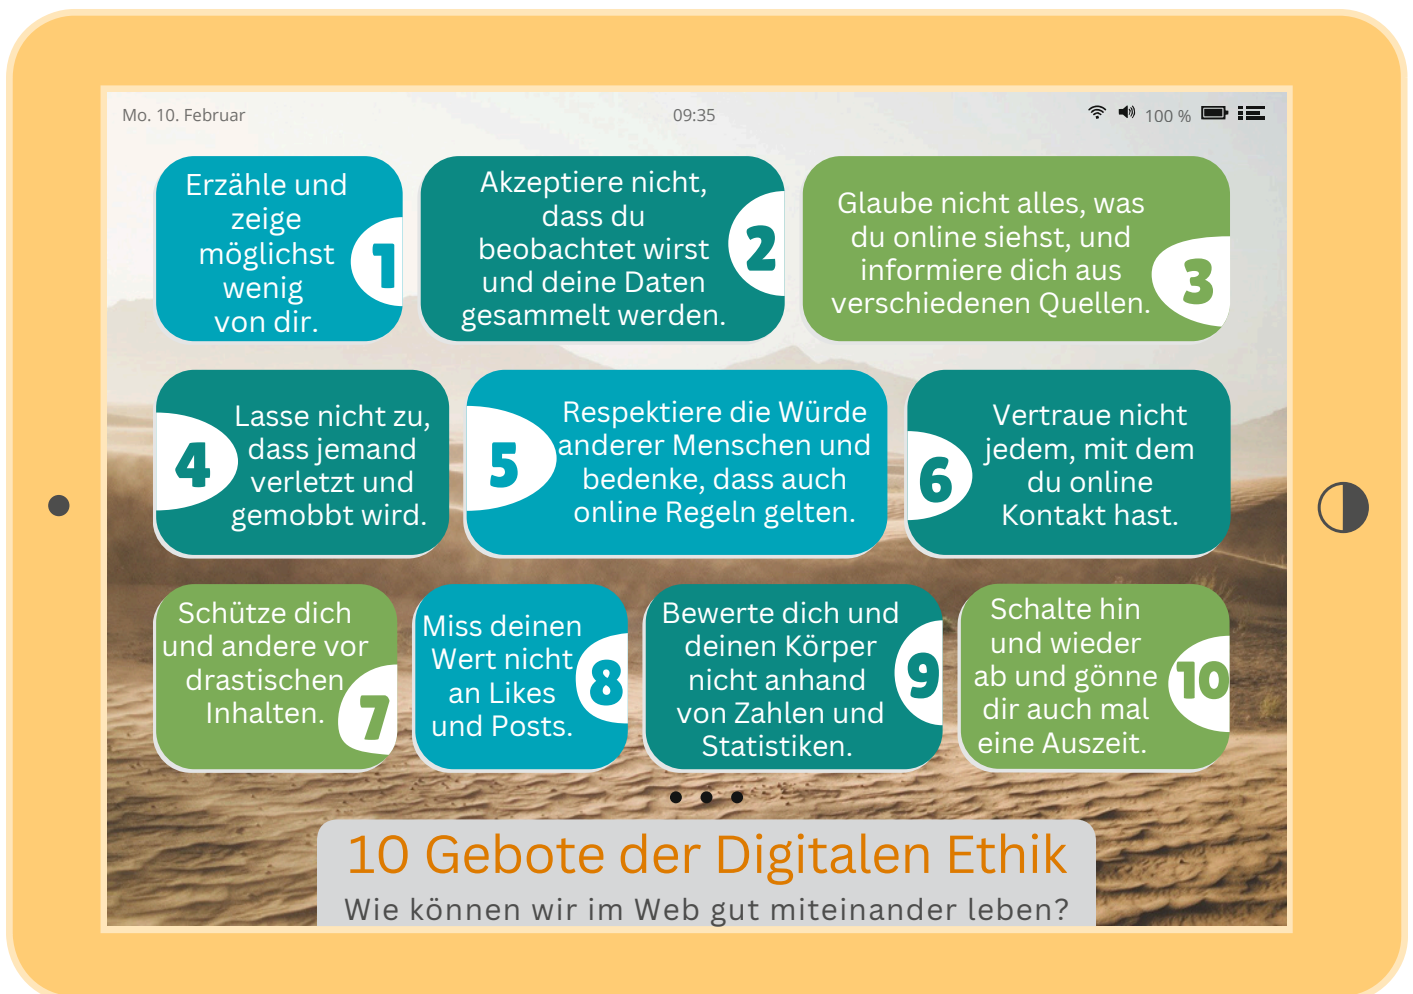 Mo. 10. Februar
09:35
100 %
Erzähle und
zeige
möglichst
wenig
von dir.
1
Akzeptiere nicht,
dass du
beobachtet wirst
und deine Daten
gesammelt werden.
2
Glaube nicht alles, was
du online siehst, und
informiere dich aus
verschiedenen Quellen.
3
4
Lasse nicht zu,
dass jemand
verletzt und
gemobbt wird.
5
Respektiere die Würde
anderer Menschen und
bedenke, dass auch
online Regeln gelten.
6
Vertraue nicht
jedem, mit dem
du online
Kontakt hast.
Schütze dich
und andere vor
drastischen
Inhalten.
7
Miss deinen
Wert nicht
an Likes
und Posts.
8
Bewerte dich und
deinen Körper
nicht anhand
von Zahlen und
Statistiken.
9
Schalte hin
und wieder
ab und gönne
dir auch mal
eine Auszeit.
10
10 Gebote der Digitalen Ethik
Wie können wir im Web gut miteinander leben?